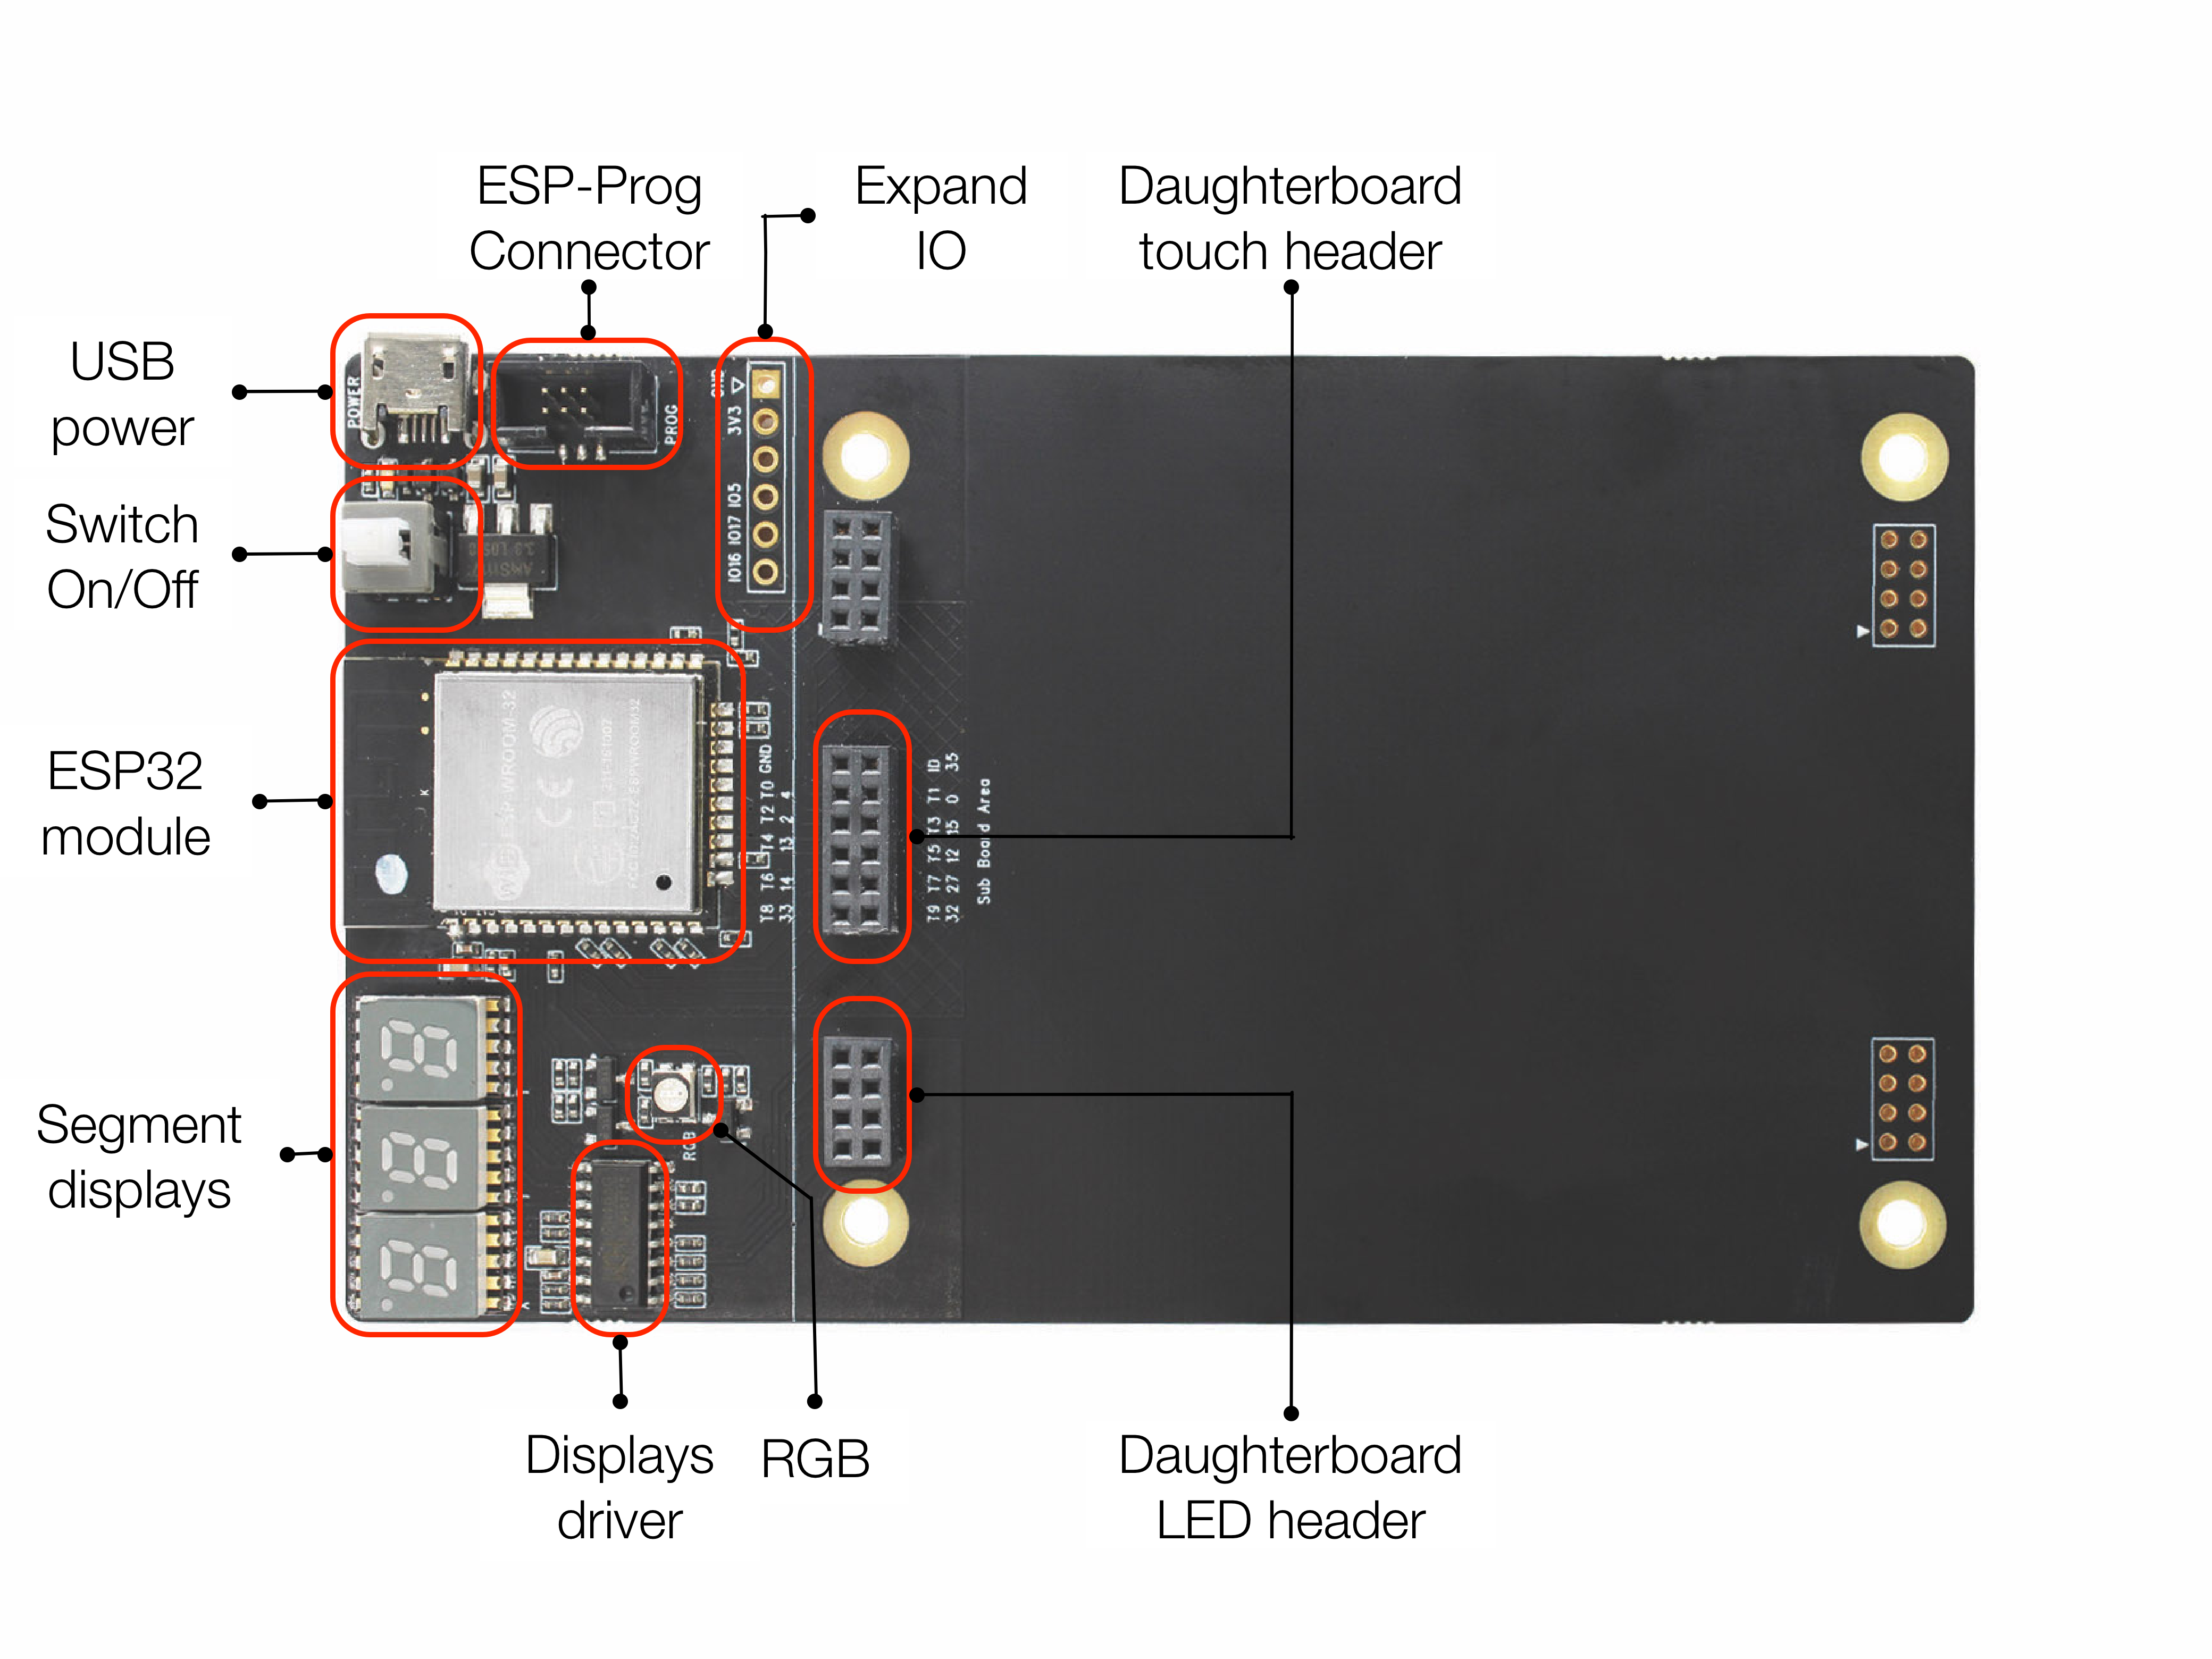 ESP-Prog
Connector
Expand
IO
Daughterboard
touch header
USB
power
Switch
On/Off
ESP32
module
Segment
displays
Displays
driver
RGB
Daughterboard
LED header
POWER
PROG
GND
3V3
IO5
IO17
IO16
ESP-WROOM-32
CE
WiFi
T8 T6 T4 T2 T0 GND
33 14 13 2 4
T9 T7 T5 T3 T1 ID
32 27 12 15 0 35
Sub Board Area
RGB
K